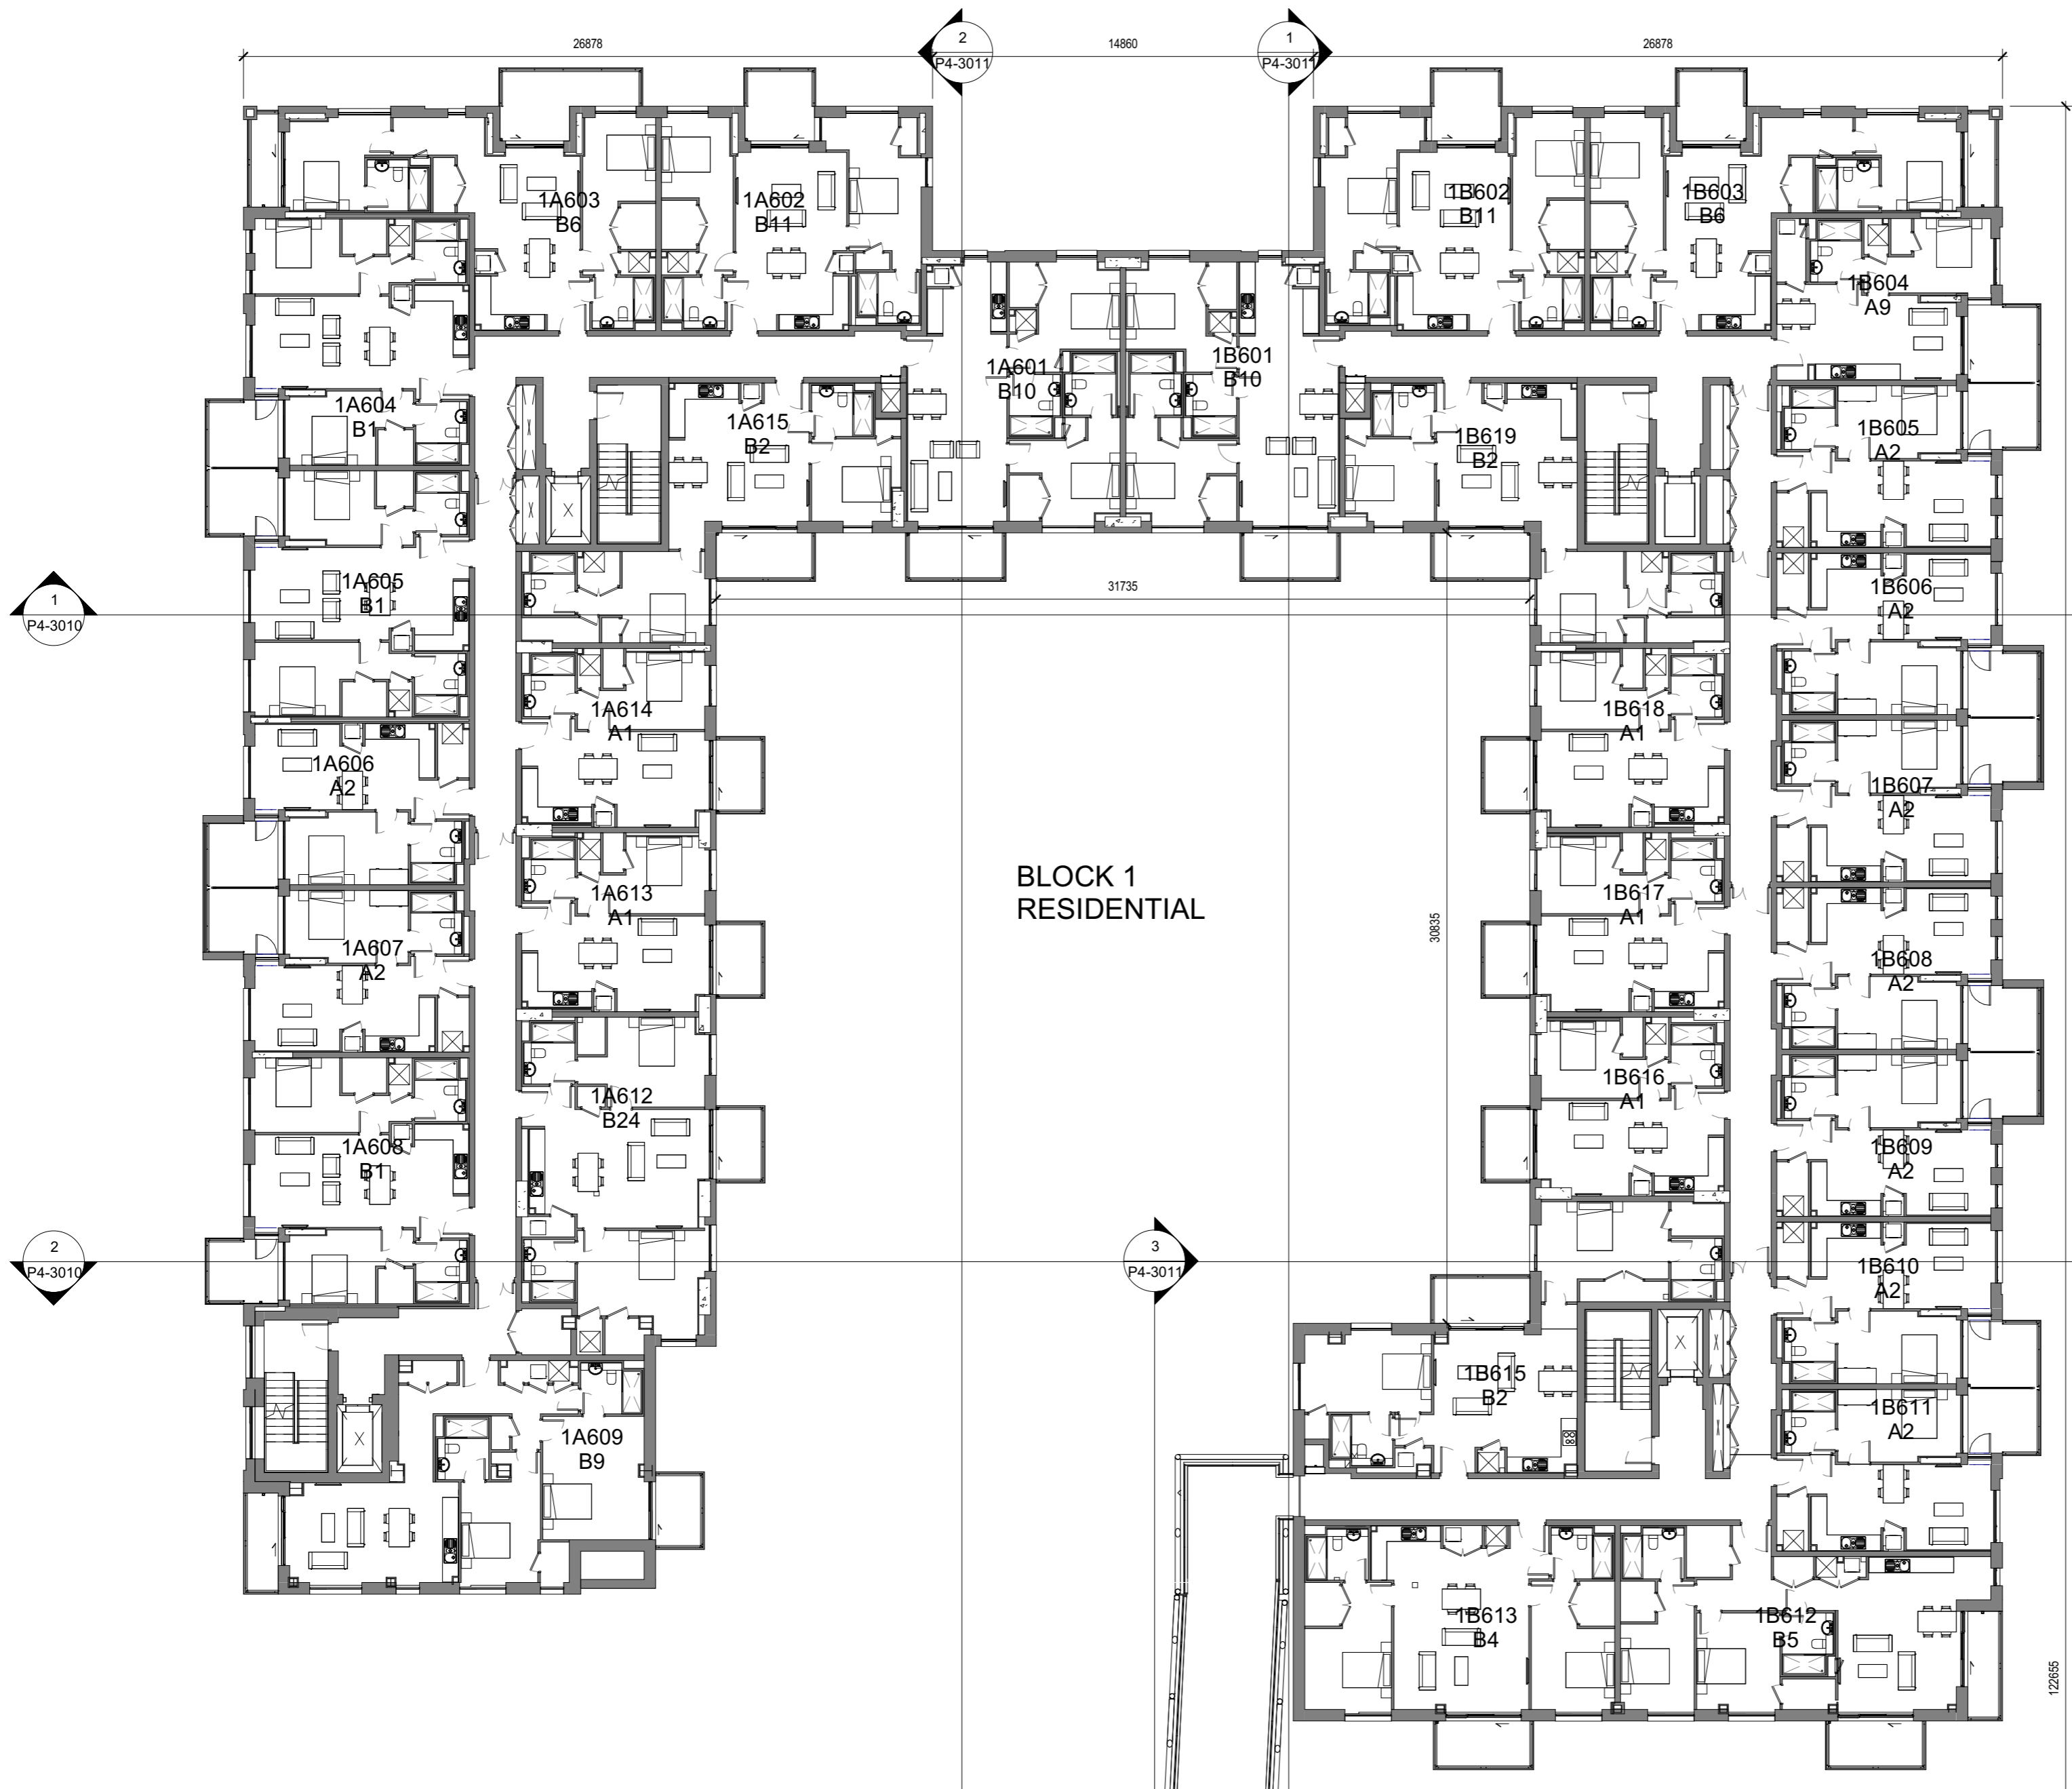 26878
2
P4-3011
14860
1
P4-3011
26878
1A603
B6
1A602
B11
1B602
B11
1B603
B6
1B604
A9
1A601
B10
1B601
B10
1A604
B1
1A615
B2
1B619
B2
1B605
A2
1
P4-3010
1A605
B1
31735
1B606
A2
1A614
A1
1B618
A1
1A606
A2
1B607
A2
BLOCK 1
RESIDENTIAL
1A613
A1
1B617
A1
30835
1A607
A2
1B608
A2
1A612
B24
1B616
A1
1A608
B1
1B609
A2
2
P4-3010
3
P4-3011
1B610
A2
1B615
B2
1B611
A2
1A609
B9
1B613
B4
1B612
B5
122655